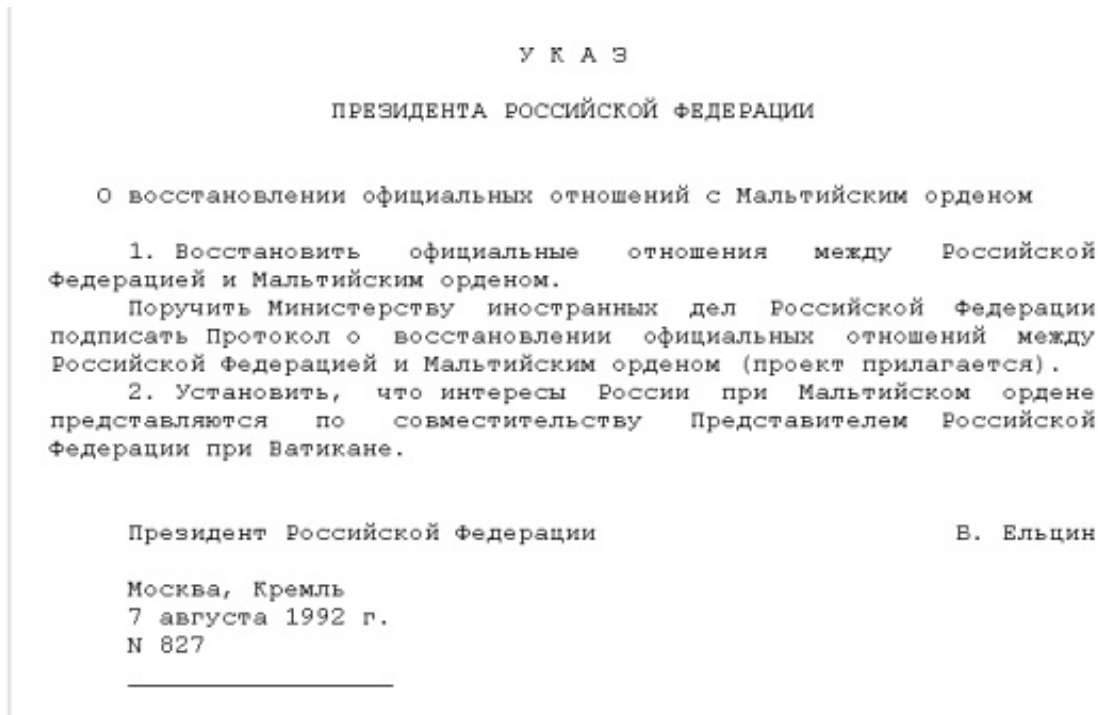 У К А З
ПРЕЗИДЕНТА РОССИЙСКОЙ ФЕДЕРАЦИИ
О восстановлении официальных отношений с Мальтийским орденом
1. Восстановить официальные отношения между Российской
Федерацией и Мальтийским орденом.
Поручить Министерству иностранных дел Российской Федерации
подписать Протокол о восстановлении официальных отношений между
Российской Федерацией и Мальтийским орденом (проект прилагается).
2. Установить, что интересы России при Мальтийском ордене
представляются по совместительству Представителем Российской
Федерации при Ватикане.
Президент Российской Федерации В. Ельцин
Москва, Кремль
7 августа 1992 г.
N 827